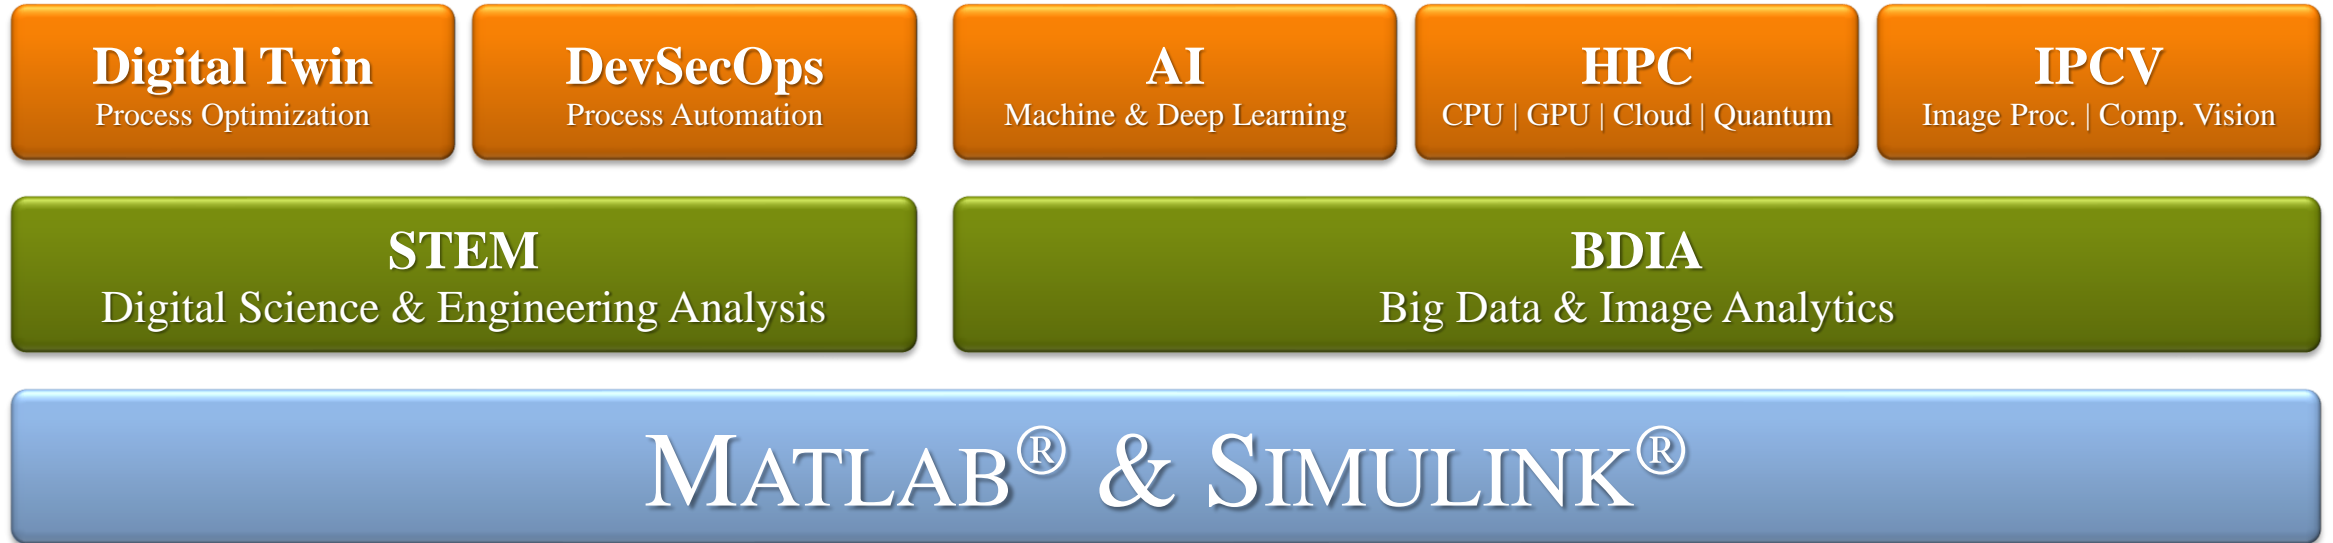 Digital Twin
Process Optimization
DevSecOps
Process Automation
AI
Machine & Deep Learning
HPC
CPU | GPU | Cloud | Quantum
IPCV
Image Proc. | Comp. Vision
STEM
Digital Science & Engineering Analysis
BDIA
Big Data & Image Analytics
MATLAB® & SIMULINK®